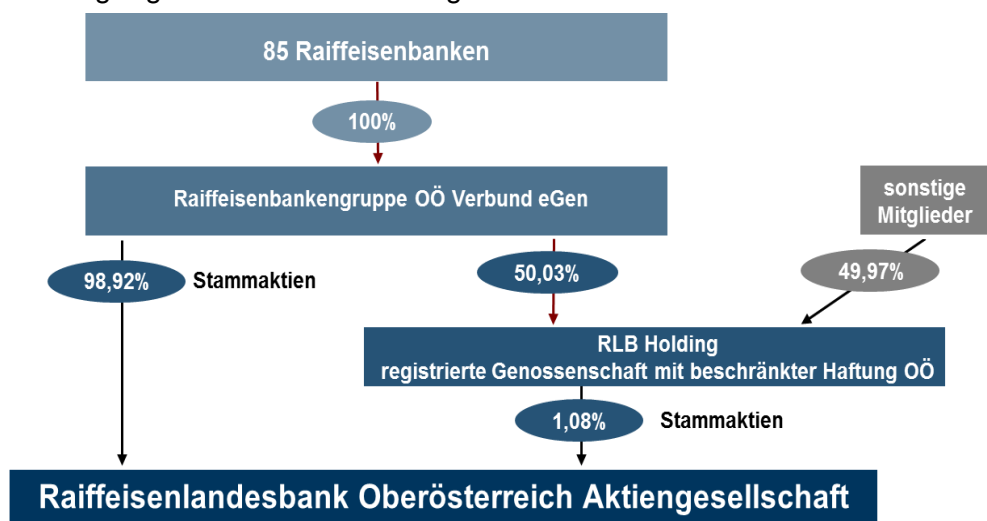 85 Raiffeisenbanken
100%
Raiffeisenbankengruppe OÖ Verbund eGen
sonstige
Mitglieder
98,92%
Stammaktien
50,03%
49,97%
RLB Holding
registrierte Genossenschaft mit beschränkter Haftung OÖ
1,08%
Stammaktien
Raiffeisenlandesbank Oberösterreich Aktiengesellschaft